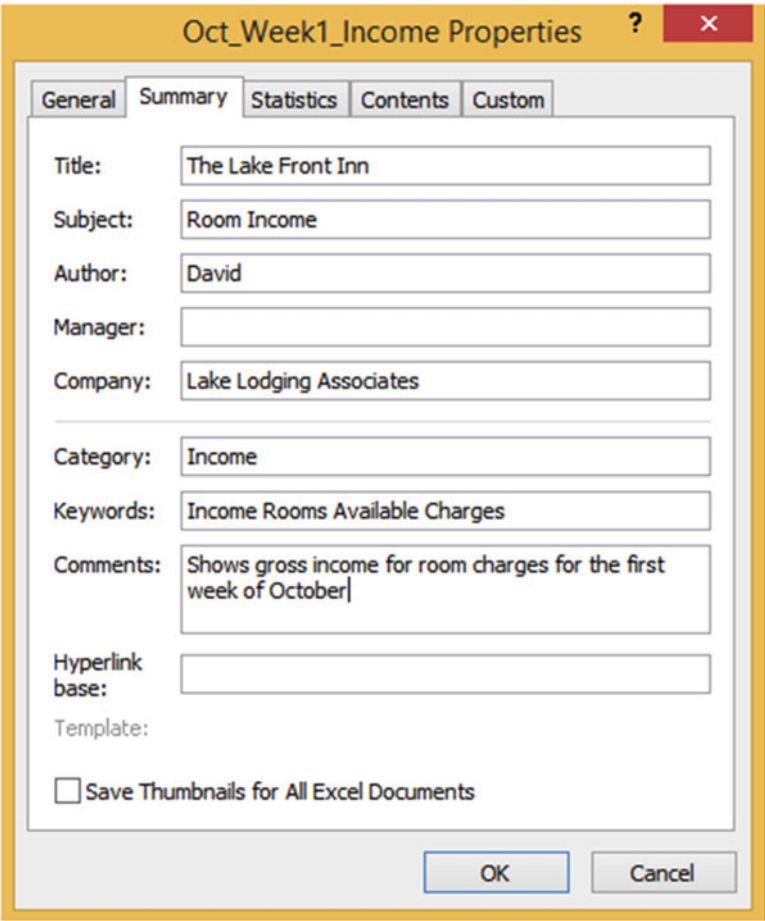 Oct_Week1_Income Properties ? ×
General Summary Statistics Contents Custom
Title: The Lake Front Inn
Subject: Room Income
Author: David
Manager:
Company: Lake Lodging Associates
Category: Income
Keywords: Income Rooms Available Charges
Comments: Shows gross income for room charges for the first
week of October
Hyperlink
base:
Template:
Save Thumbnails for All Excel Documents
OK Cancel